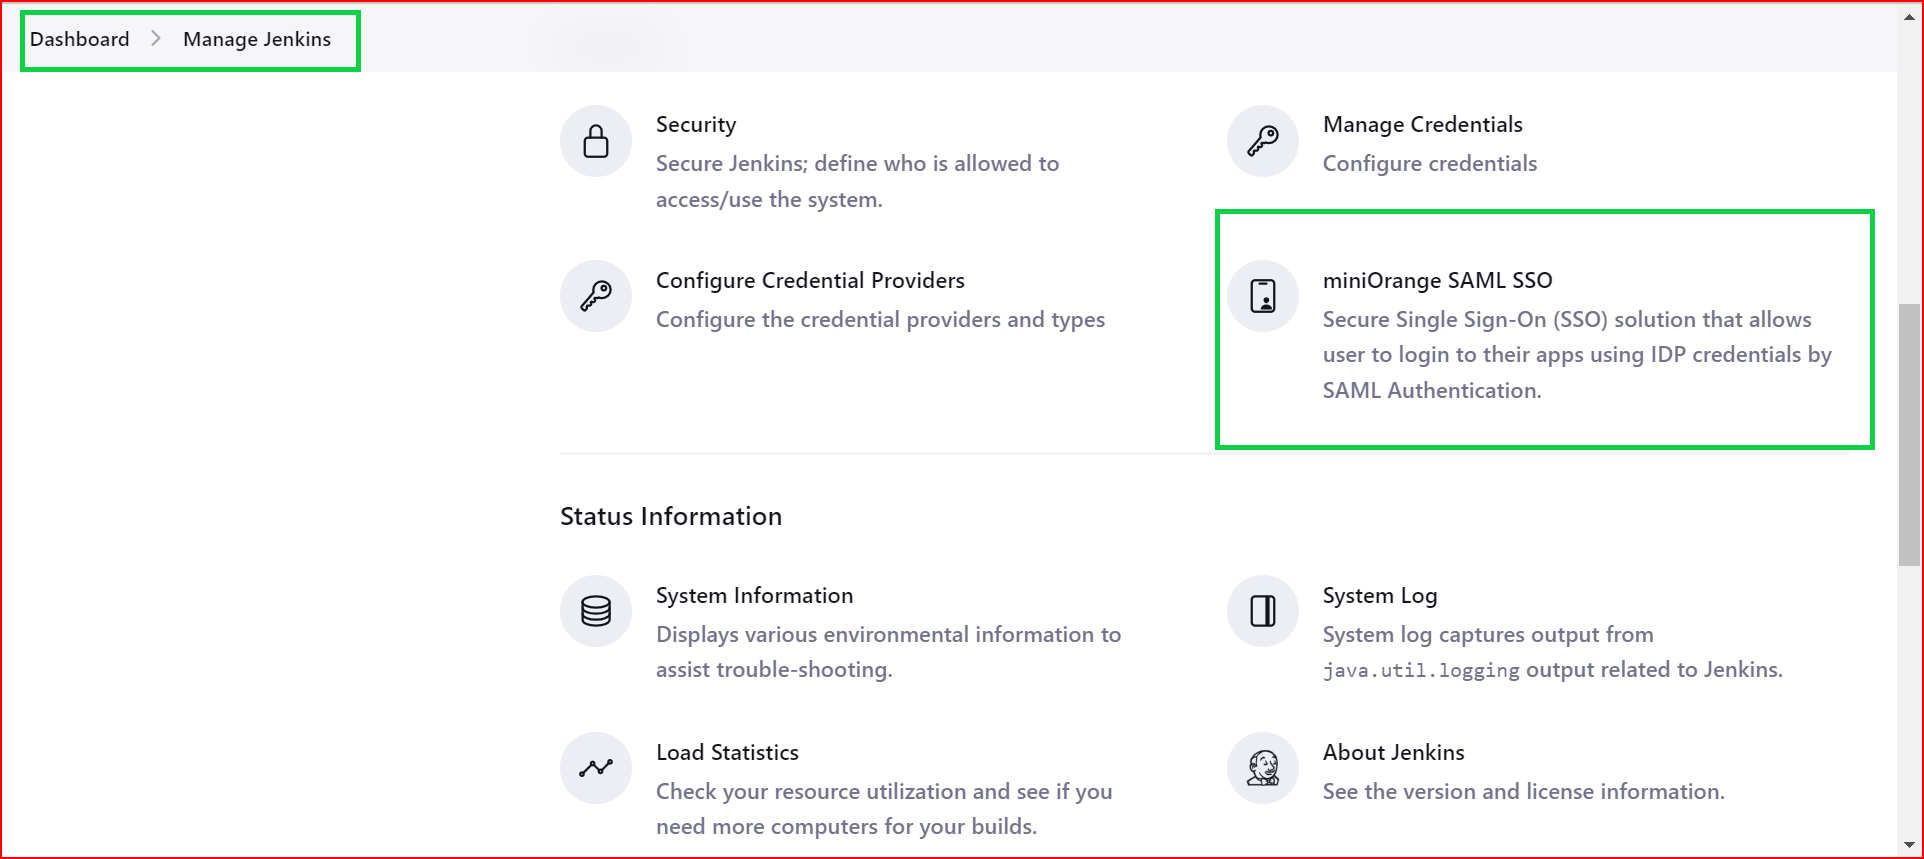 Dashboard > Manage Jenkins
Security
Secure Jenkins; define who is allowed to
access/use the system.
Manage Credentials
Configure credentials
Configure Credential Providers
Configure the credential providers and types
miniOrange SAML SSO
Secure Single Sign-On (SSO) solution that allows
user to login to their apps using IDP credentials by
SAML Authentication.
Status Information
System Information
Displays various environmental information to
assist trouble-shooting.
System Log
System log captures output from
java.util.logging output related to Jenkins.
Load Statistics
Check your resource utilization and see if you
need more computers for your builds.
About Jenkins
See the version and license information.